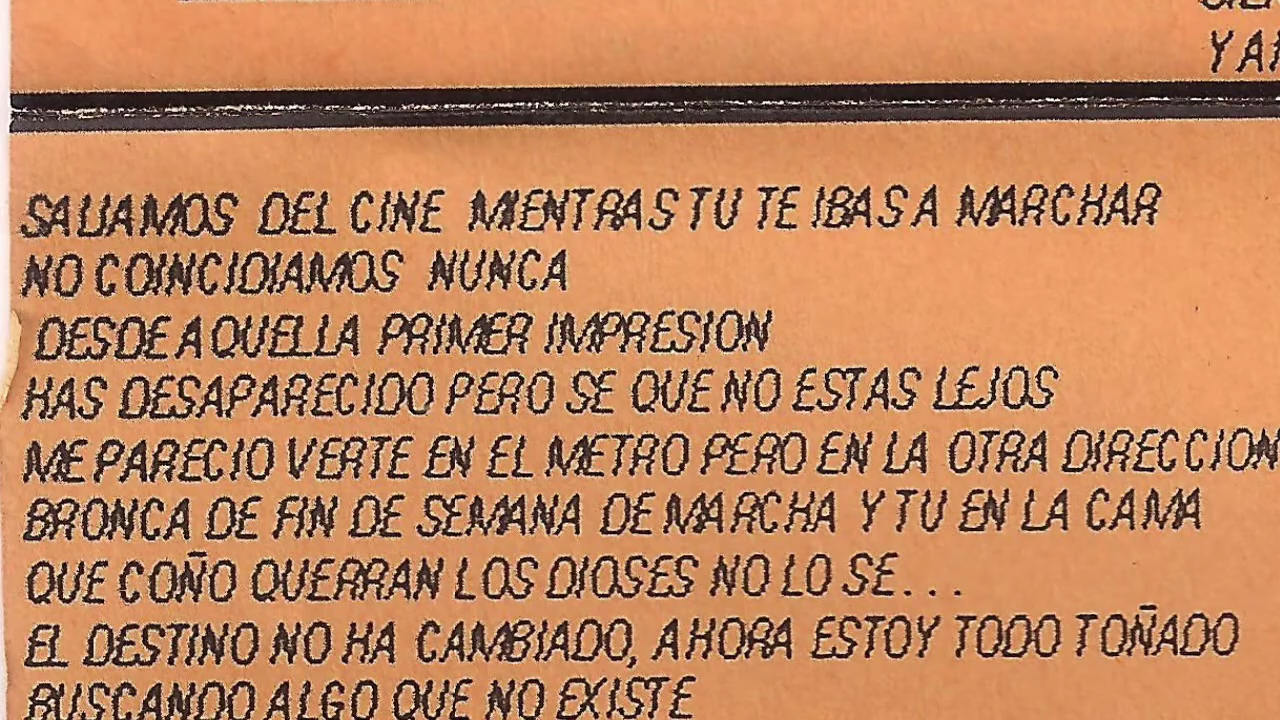 Y A
SALIAMOS DEL CINE MIENTRAS TU TE IBAS A MARCHAR
NO COINCIDIAMOS NUNCA
DESDE AQUELLA PRIMER IMPRESION
HAS DESAPARECIDO PERO SE QUE NO ESTAS LEJOS
ME PARECIO VERTE EN EL METRO PERO EN LA OTRA DIRECCION
BRONCA DE FIN DE SEMANA DE MARCHA Y TU EN LA CAMA
QUE COÑO QUERRAN LOS DIOSES NO LO SE...
EL DESTINO NO HA CAMBIADO, AHORA ESTOY TODO TOÑADO
BUSCANDO ALGO QUE NO EXISTE